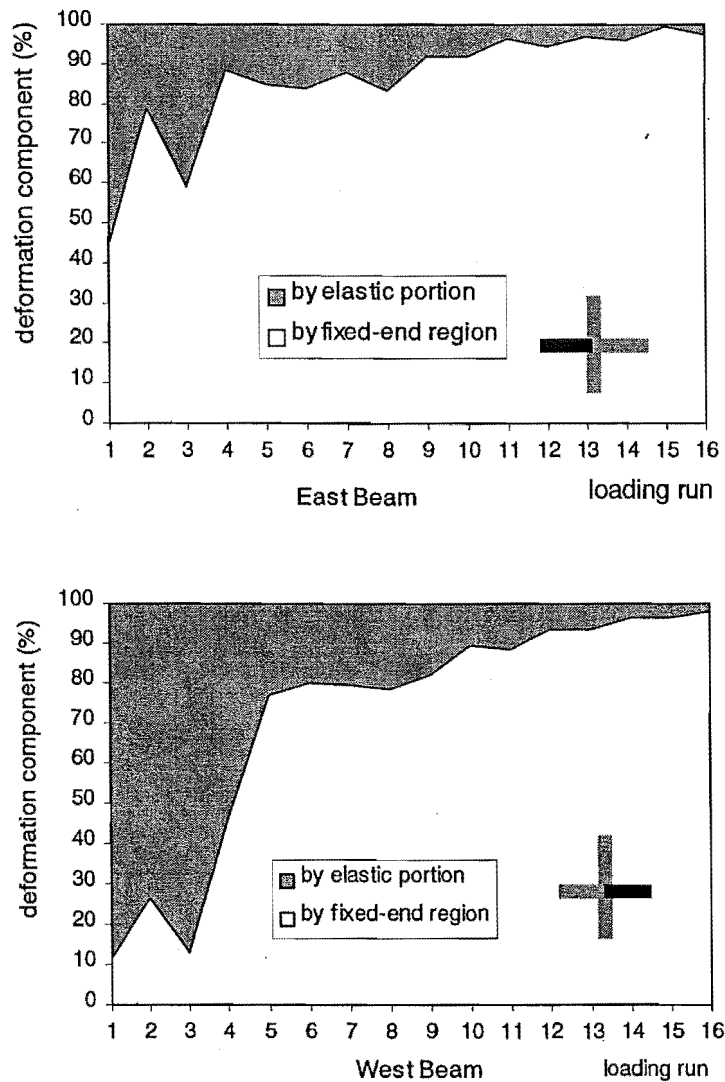 deformation component (%)
100
90
80
70
60
50
40
30
20
10
0
by elastic portion
by fixed-end region
1 2 3 4 5 6 7 8 9 10 11 12 13 14 15 16
East Beam
loading run
deformation component (%)
100
90
80
70
60
50
40
30
20
10
0
by elastic portion
by fixed-end region
1 2 3 4 5 6 7 8 9 10 11 12 13 14 15 16
West Beam
loading run